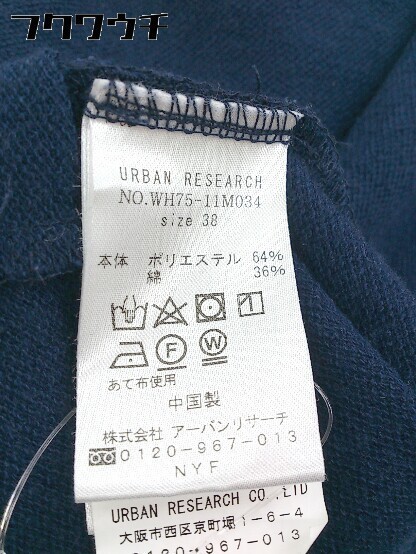 フクワウチ
URBAN RESEARCH
NO.WH75-11M034
size 38
本体 ポリエステル 64%
綿 36%
F W
あて布使用
中国製
株式会社 アーバンリサーチ
0120-967-013
NYF
URBAN RESEARCH CO.,LTD
大阪市西区京町堀1-6-4
0120-967-013